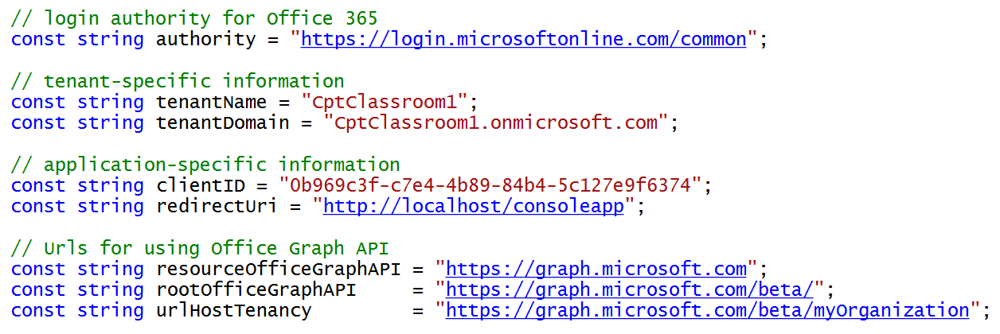 // login authority for Office 365
const string authority = "https://login.microsoftonline.com/common";
// tenant-specific information
const string tenantName = "CptClassroom1";
const string tenantDomain = "CptClassroom1.onmicrosoft.com";
// application-specific information
const string clientID = "0b969c3f-c7e4-4b89-84b4-5c127e9f6374";
const string redirectUri = "http://localhost/consoleapp";
// Urls for using Office Graph API
const string resourceOfficeGraphAPI = "https://graph.microsoft.com";
const string rootOfficeGraphAPI     = "https://graph.microsoft.com/beta/";
const string urlHostTenancy         = "https://graph.microsoft.com/beta/myOrganization";